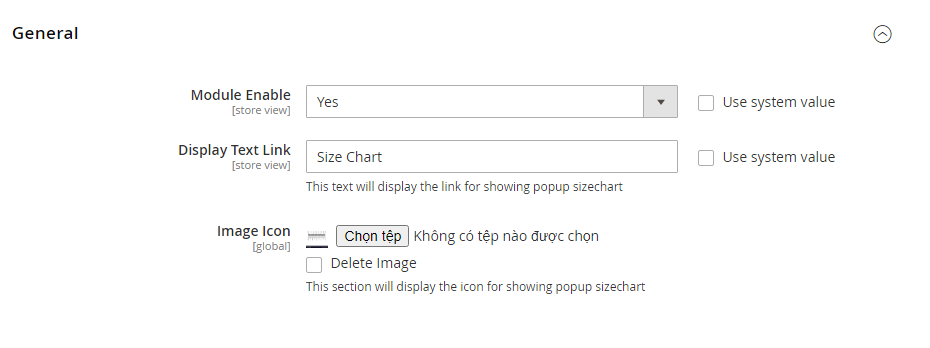 General
Module Enable
[store view]
Yes
Use system value
Display Text Link
[store view]
Size Chart
Use system value
This text will display the link for showing popup sizechart
Image Icon
[global]
Chọn tệp Không có tệp nào được chọn
Delete Image
This section will display the icon for showing popup sizechart